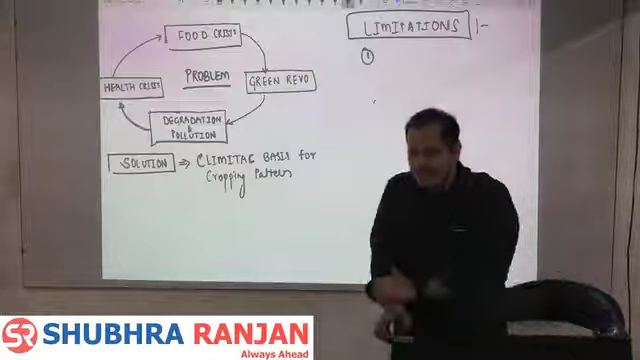 FOOD CRISIS
PROBLEM
HEALTH CRISIS
GREEN REVO
DEGRADATION
&
POLLUTION
SOLUTION ⇒ CLIMATIC BASIS for
Cropping Pattern
LIMITATIONS :-
①
SR SHUBHRA RANJAN
Always Ahead